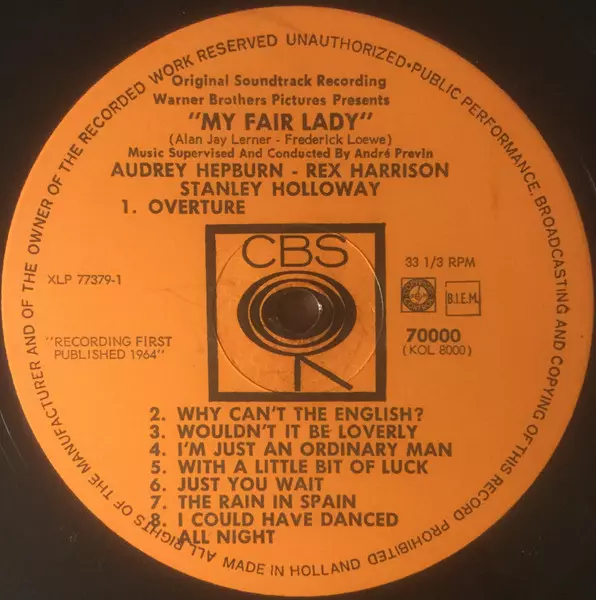 ALL RIGHTS OF THE MANUFACTURER AND OF THE OWNER OF THE RECORDED WORK RESERVED UNAUTHORIZED•PUBLIC PERFORMANCE, BROADCASTING AND COPYING OF THIS RECORD PROHIBITED
Original Soundtrack Recording
Warner Brothers Pictures Presents
"MY FAIR LADY"
(Alan Jay Lerner - Frederick Loewe)
Music Supervised And Conducted By André Previn
AUDREY HEPBURN - REX HARRISON
STANLEY HOLLOWAY
1. OVERTURE
CBS
XLP 77379-1
33 1/3 RPM
B.I.E.M.
"RECORDING FIRST
PUBLISHED 1964"
70000
(KOL 8000)
2. WHY CAN'T THE ENGLISH?
3. WOULDN'T IT BE LOVERLY
4. I'M JUST AN ORDINARY MAN
5. WITH A LITTLE BIT OF LUCK
6. JUST YOU WAIT
7. THE RAIN IN SPAIN
8. I COULD HAVE DANCED
ALL NIGHT
MADE IN HOLLAND